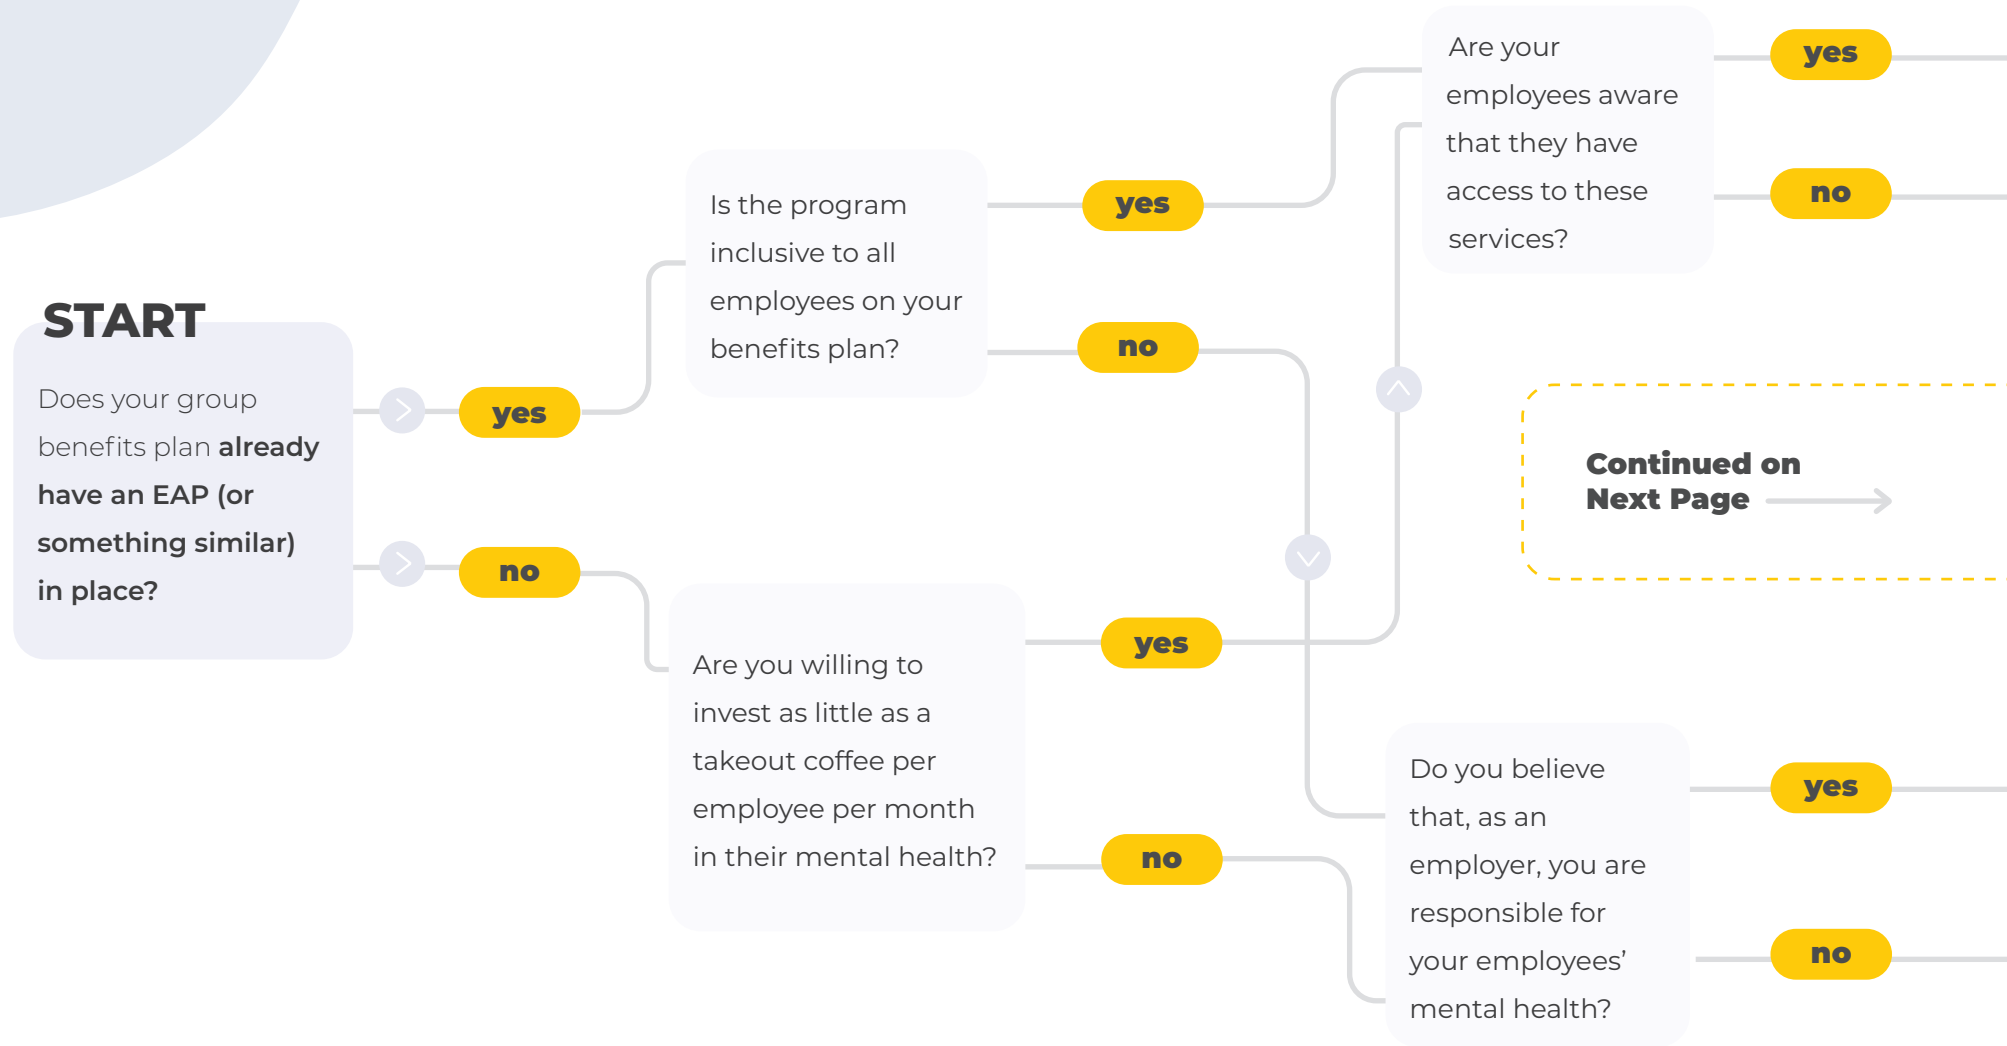 START
Does your group
benefits plan already
have an EAP (or
something similar)
in place?
yes
no
Is the program
inclusive to all
employees on your
benefits plan?
yes
no
Are you willing to
invest as little as a
takeout coffee per
employee per month
in their mental health?
yes
no
Are your
employees aware
that they have
access to these
services?
yes
no
Continued on
Next Page
Do you believe
that, as an
employer, you are
responsible for
your employees’
mental health?
yes
no